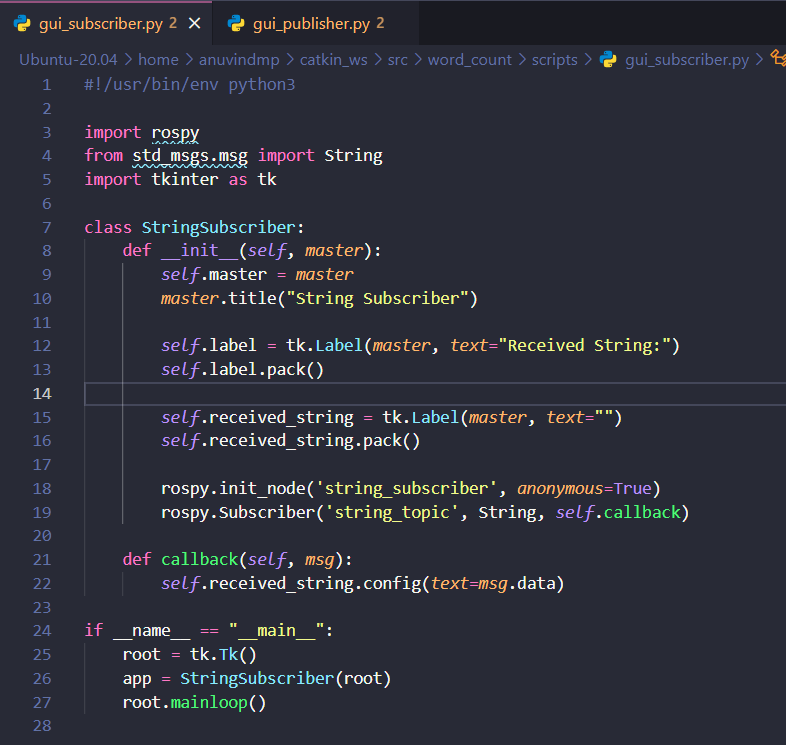 gui_subscriber.py 2 × gui_publisher.py 2
Ubuntu-20.04 > home > anuvindmp > catkin_ws > src > word_count > scripts > gui_subscriber.py >
1 #!/usr/bin/env python3
2
3 import rospy
4 from std_msgs.msg import String
5 import tkinter as tk
6
7 class StringSubscriber:
8     def __init__(self, master):
9         self.master = master
10         master.title("String Subscriber")
11
12         self.label = tk.Label(master, text="Received String:")
13         self.label.pack()
14
15         self.received_string = tk.Label(master, text="")
16         self.received_string.pack()
17
18         rospy.init_node('string_subscriber', anonymous=True)
19         rospy.Subscriber('string_topic', String, self.callback)
20
21     def callback(self, msg):
22         self.received_string.config(text=msg.data)
23
24 if __name__ == "__main__":
25     root = tk.Tk()
26     app = StringSubscriber(root)
27     root.mainloop()
28